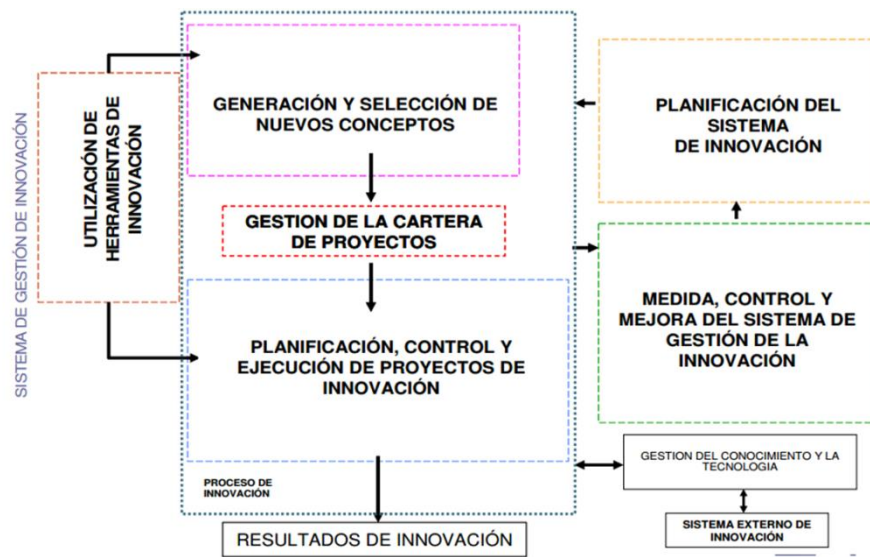 SISTEMA DE GESTIÓN DE INNOVACIÓN
UTILIZACIÓN DE
HERRAMIENTAS DE
INNOVACIÓN
GENERACIÓN Y SELECCIÓN DE
NUEVOS CONCEPTOS
GESTION DE LA CARTERA
DE PROYECTOS
PLANIFICACIÓN, CONTROL Y
EJECUCIÓN DE PROYECTOS DE
INNOVACIÓN
PROCESO DE
INNOVACIÓN
RESULTADOS DE INNOVACIÓN
PLANIFICACIÓN DEL
SISTEMA
DE INNOVACIÓN
MEDIDA, CONTROL Y
MEJORA DEL SISTEMA DE
GESTIÓN DE LA
INNOVACIÓN
GESTION DEL CONOCIMIENTO Y LA
TECNOLOGIA
SISTEMA EXTERNO DE
INNOVACIÓN